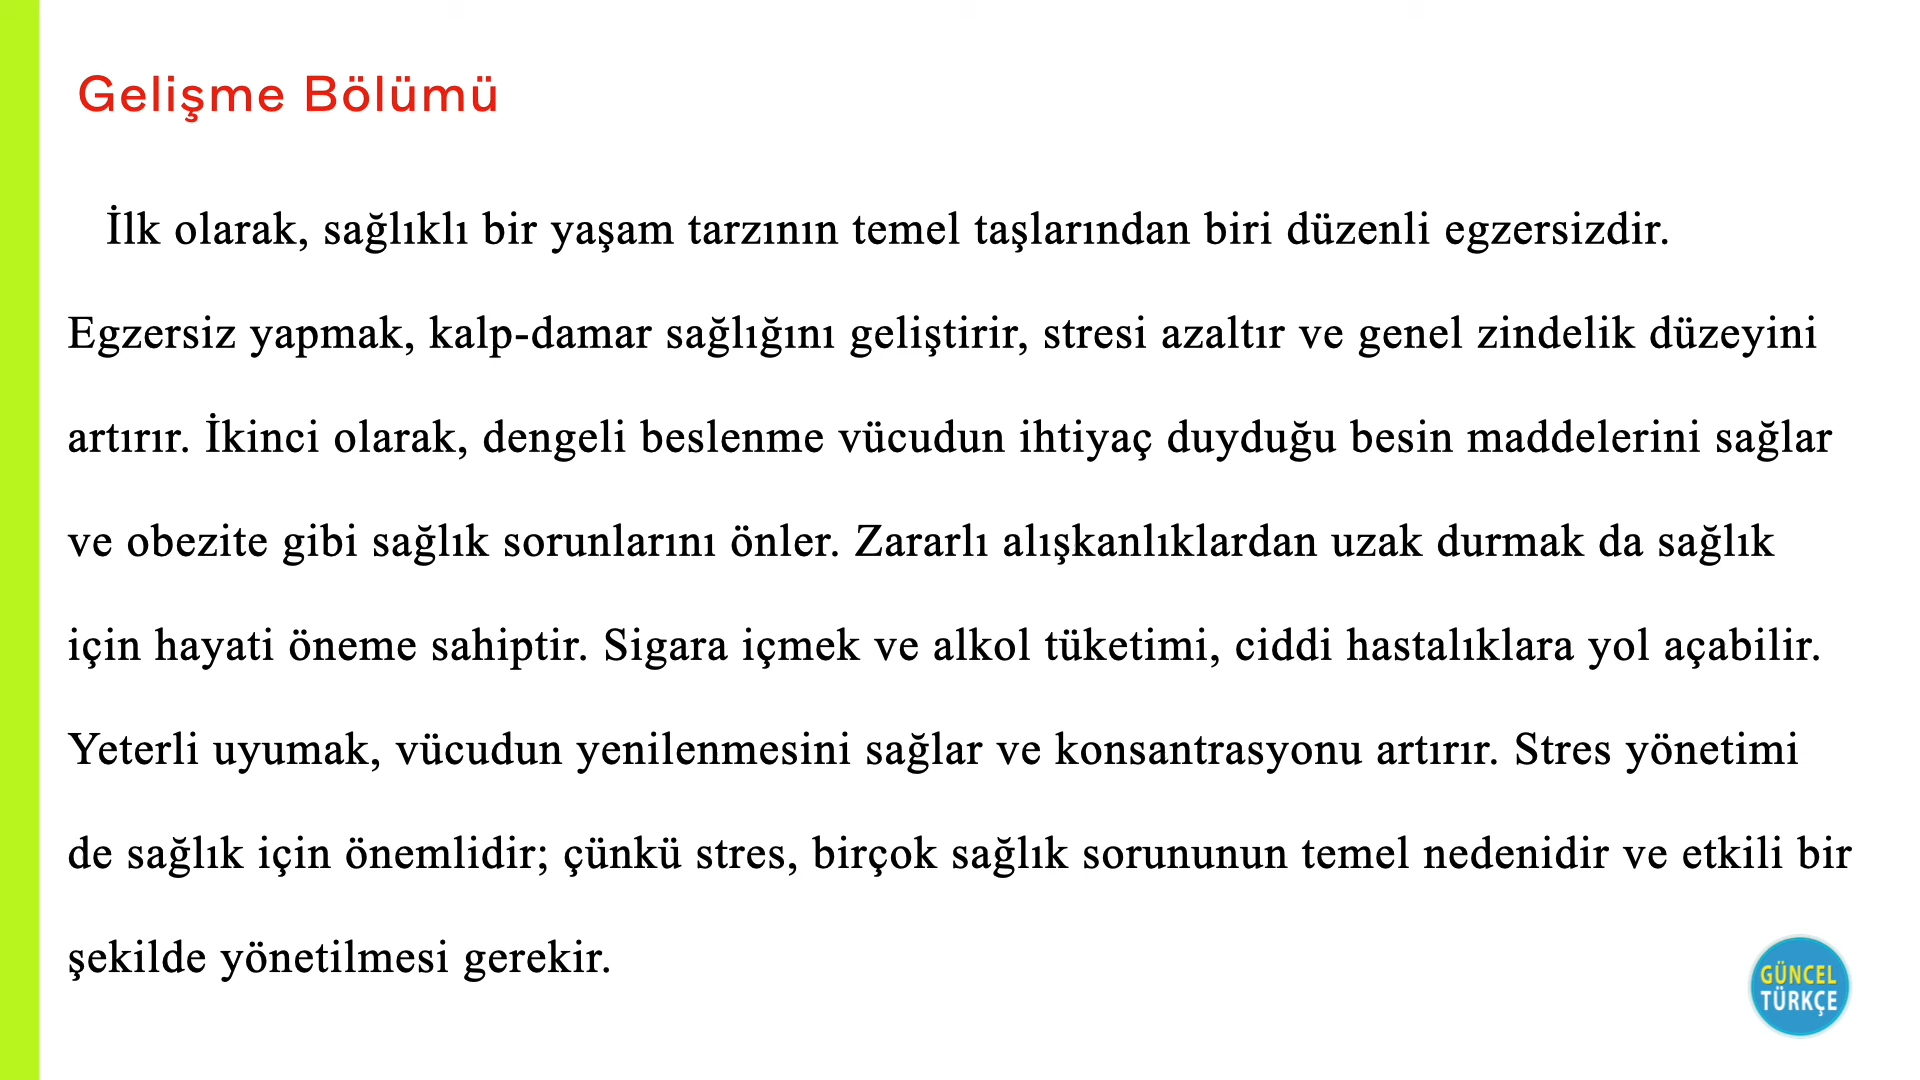 Gelişme Bölümü
İlk olarak, sağlıklı bir yaşam tarzının temel taşlarından biri düzenli egzersizdir.
Egzersiz yapmak, kalp-damar sağlığını geliştirir, stresi azaltır ve genel zindelik düzeyini
artırır. İkinci olarak, dengeli beslenme vücudun ihtiyaç duyduğu besin maddelerini sağlar
ve obezite gibi sağlık sorunlarını önler. Zararlı alışkanlıklardan uzak durmak da sağlık
için hayati öneme sahiptir. Sigara içmek ve alkol tüketimi, ciddi hastalıklara yol açabilir.
Yeterli uyumak, vücudun yenilenmesini sağlar ve konsantrasyonu artırır. Stres yönetimi
de sağlık için önemlidir; çünkü stres, birçok sağlık sorununun temel nedenidir ve etkili bir
şekilde yönetilmesi gerekir.
GÜNCEL
TÜRKÇE